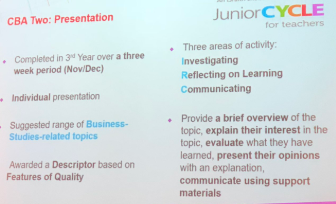 CBA Two: Presentation
JuniorCYCLE
for teachers
• Completed in 3rd Year over a three
week period (Nov/Dec)
• Individual presentation
• Suggested range of Business-
Studies-related topics
Awarded a Descriptor based on
Features of Quality
• Three areas of activity:
Investigating
Reflecting on Learning
Communicating
• Provide a brief overview of the
topic, explain their interest in the
topic, evaluate what they have
learned, present their opinions
with an explanation,
communicate using support
materials